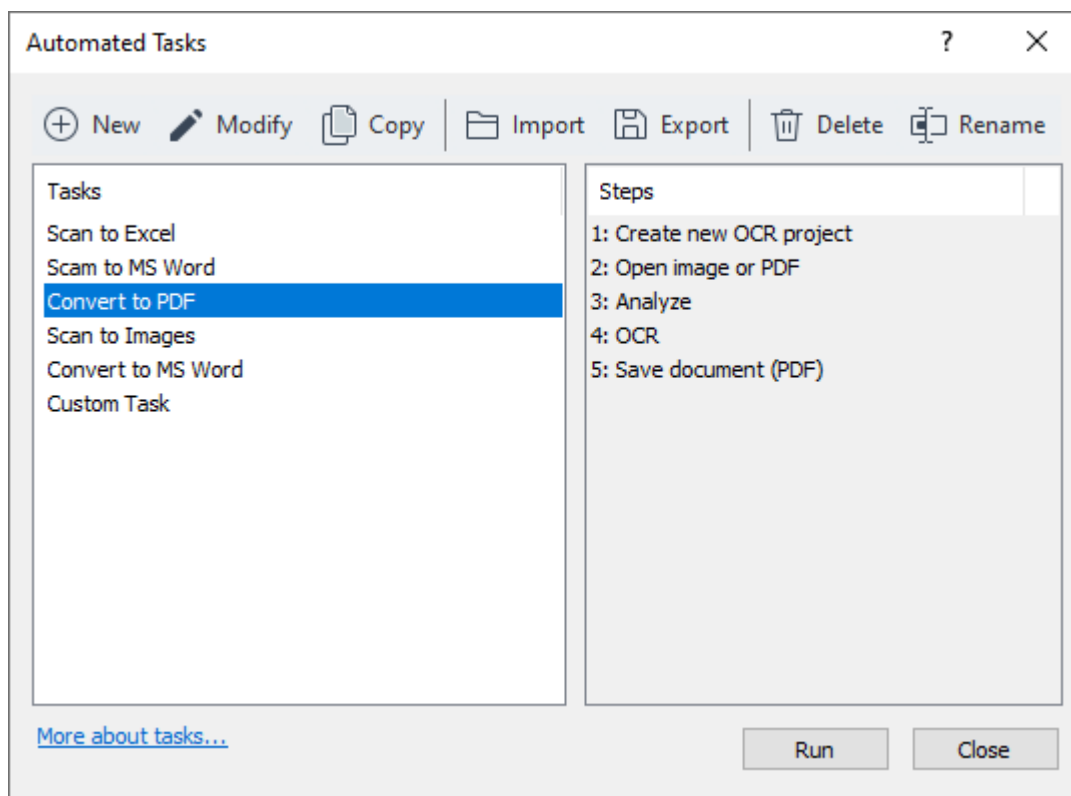 Automated Tasks ?
New Modify Copy Import Export Delete Rename
Tasks
Scan to Excel
Scam to MS Word
Convert to PDF
Scan to Images
Convert to MS Word
Custom Task
Steps
1: Create new OCR project
2: Open image or PDF
3: Analyze
4: OCR
5: Save document (PDF)
More about tasks...
Run Close